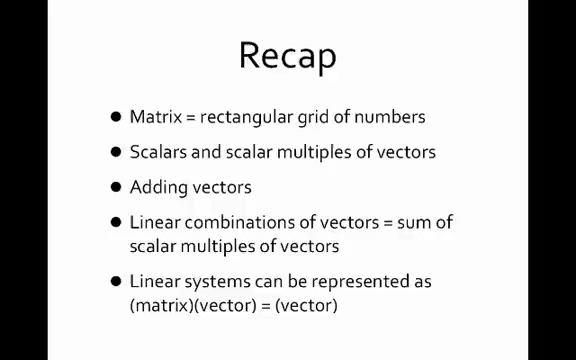 Recap
● Matrix = rectangular grid of numbers
● Scalars and scalar multiples of vectors
● Adding vectors
● Linear combinations of vectors = sum of
scalar multiples of vectors
● Linear systems can be represented as
(matrix)(vector) = (vector)